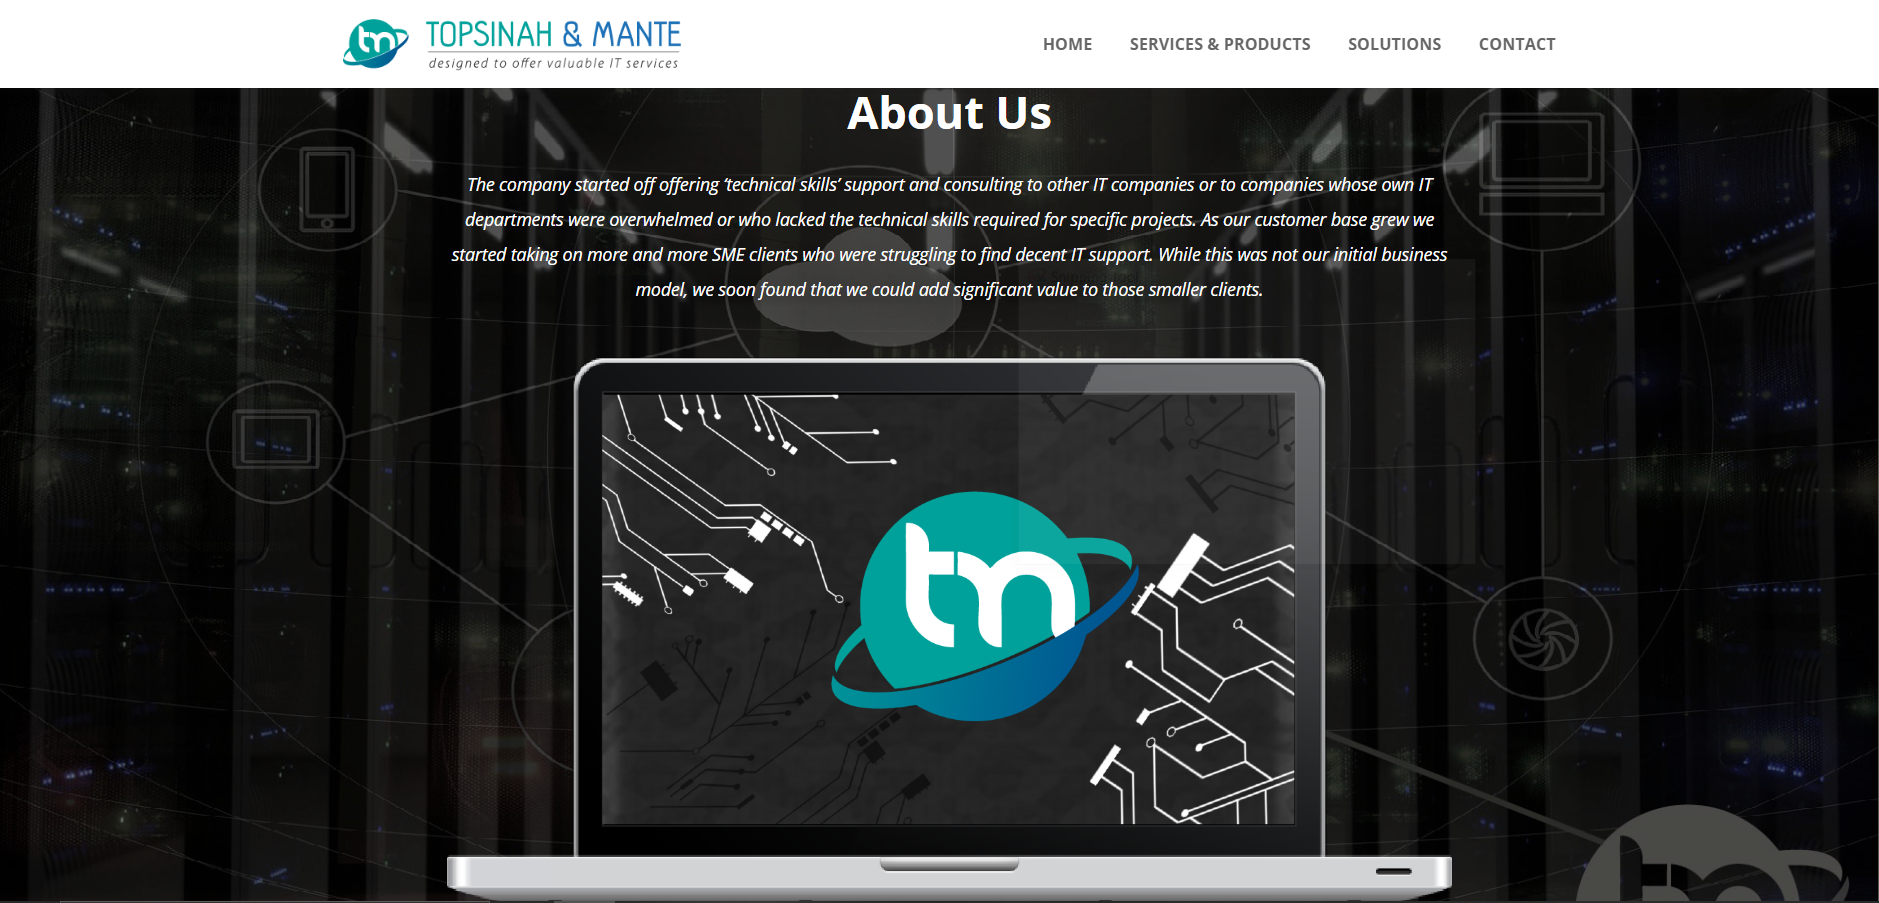 tm TOPSINAH & MANTE
designed to offer valuable IT services
HOME SERVICES & PRODUCTS SOLUTIONS CONTACT
About Us
The company started off offering ‘technical skills’ support and consulting to other IT companies or to companies whose own IT
departments were overwhelmed or who lacked the technical skills required for specific projects. As our customer base grew we
started taking on more and more SME clients who were struggling to find decent IT support. While this was not our initial business
model, we soon found that we could add significant value to those smaller clients.
tm
tm